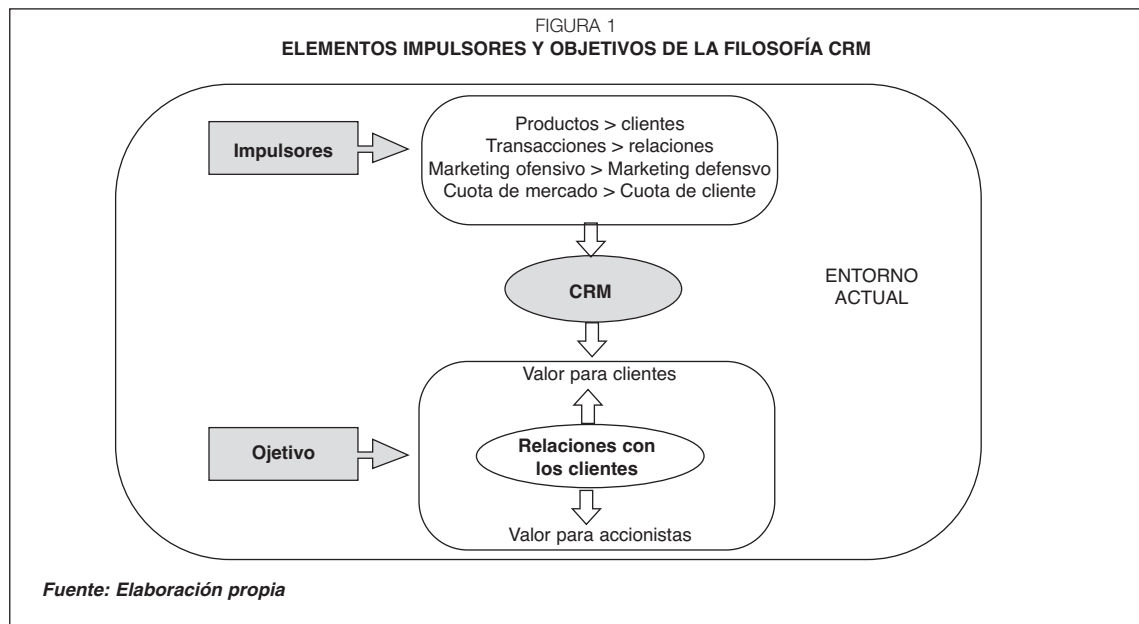 FIGURA 1
ELEMENTOS IMPULSORES Y OBJETIVOS DE LA FILOSOFÍA CRM
Impulsores
Productos > clientes
Transacciones > relaciones
Marketing ofensivo > Marketing defensvo
Cuota de mercado > Cuota de cliente
CRM
ENTORNO
ACTUAL
Valor para clientes
Ojetivo
Relaciones con
los clientes
Valor para accionistas
Fuente: Elaboración propia